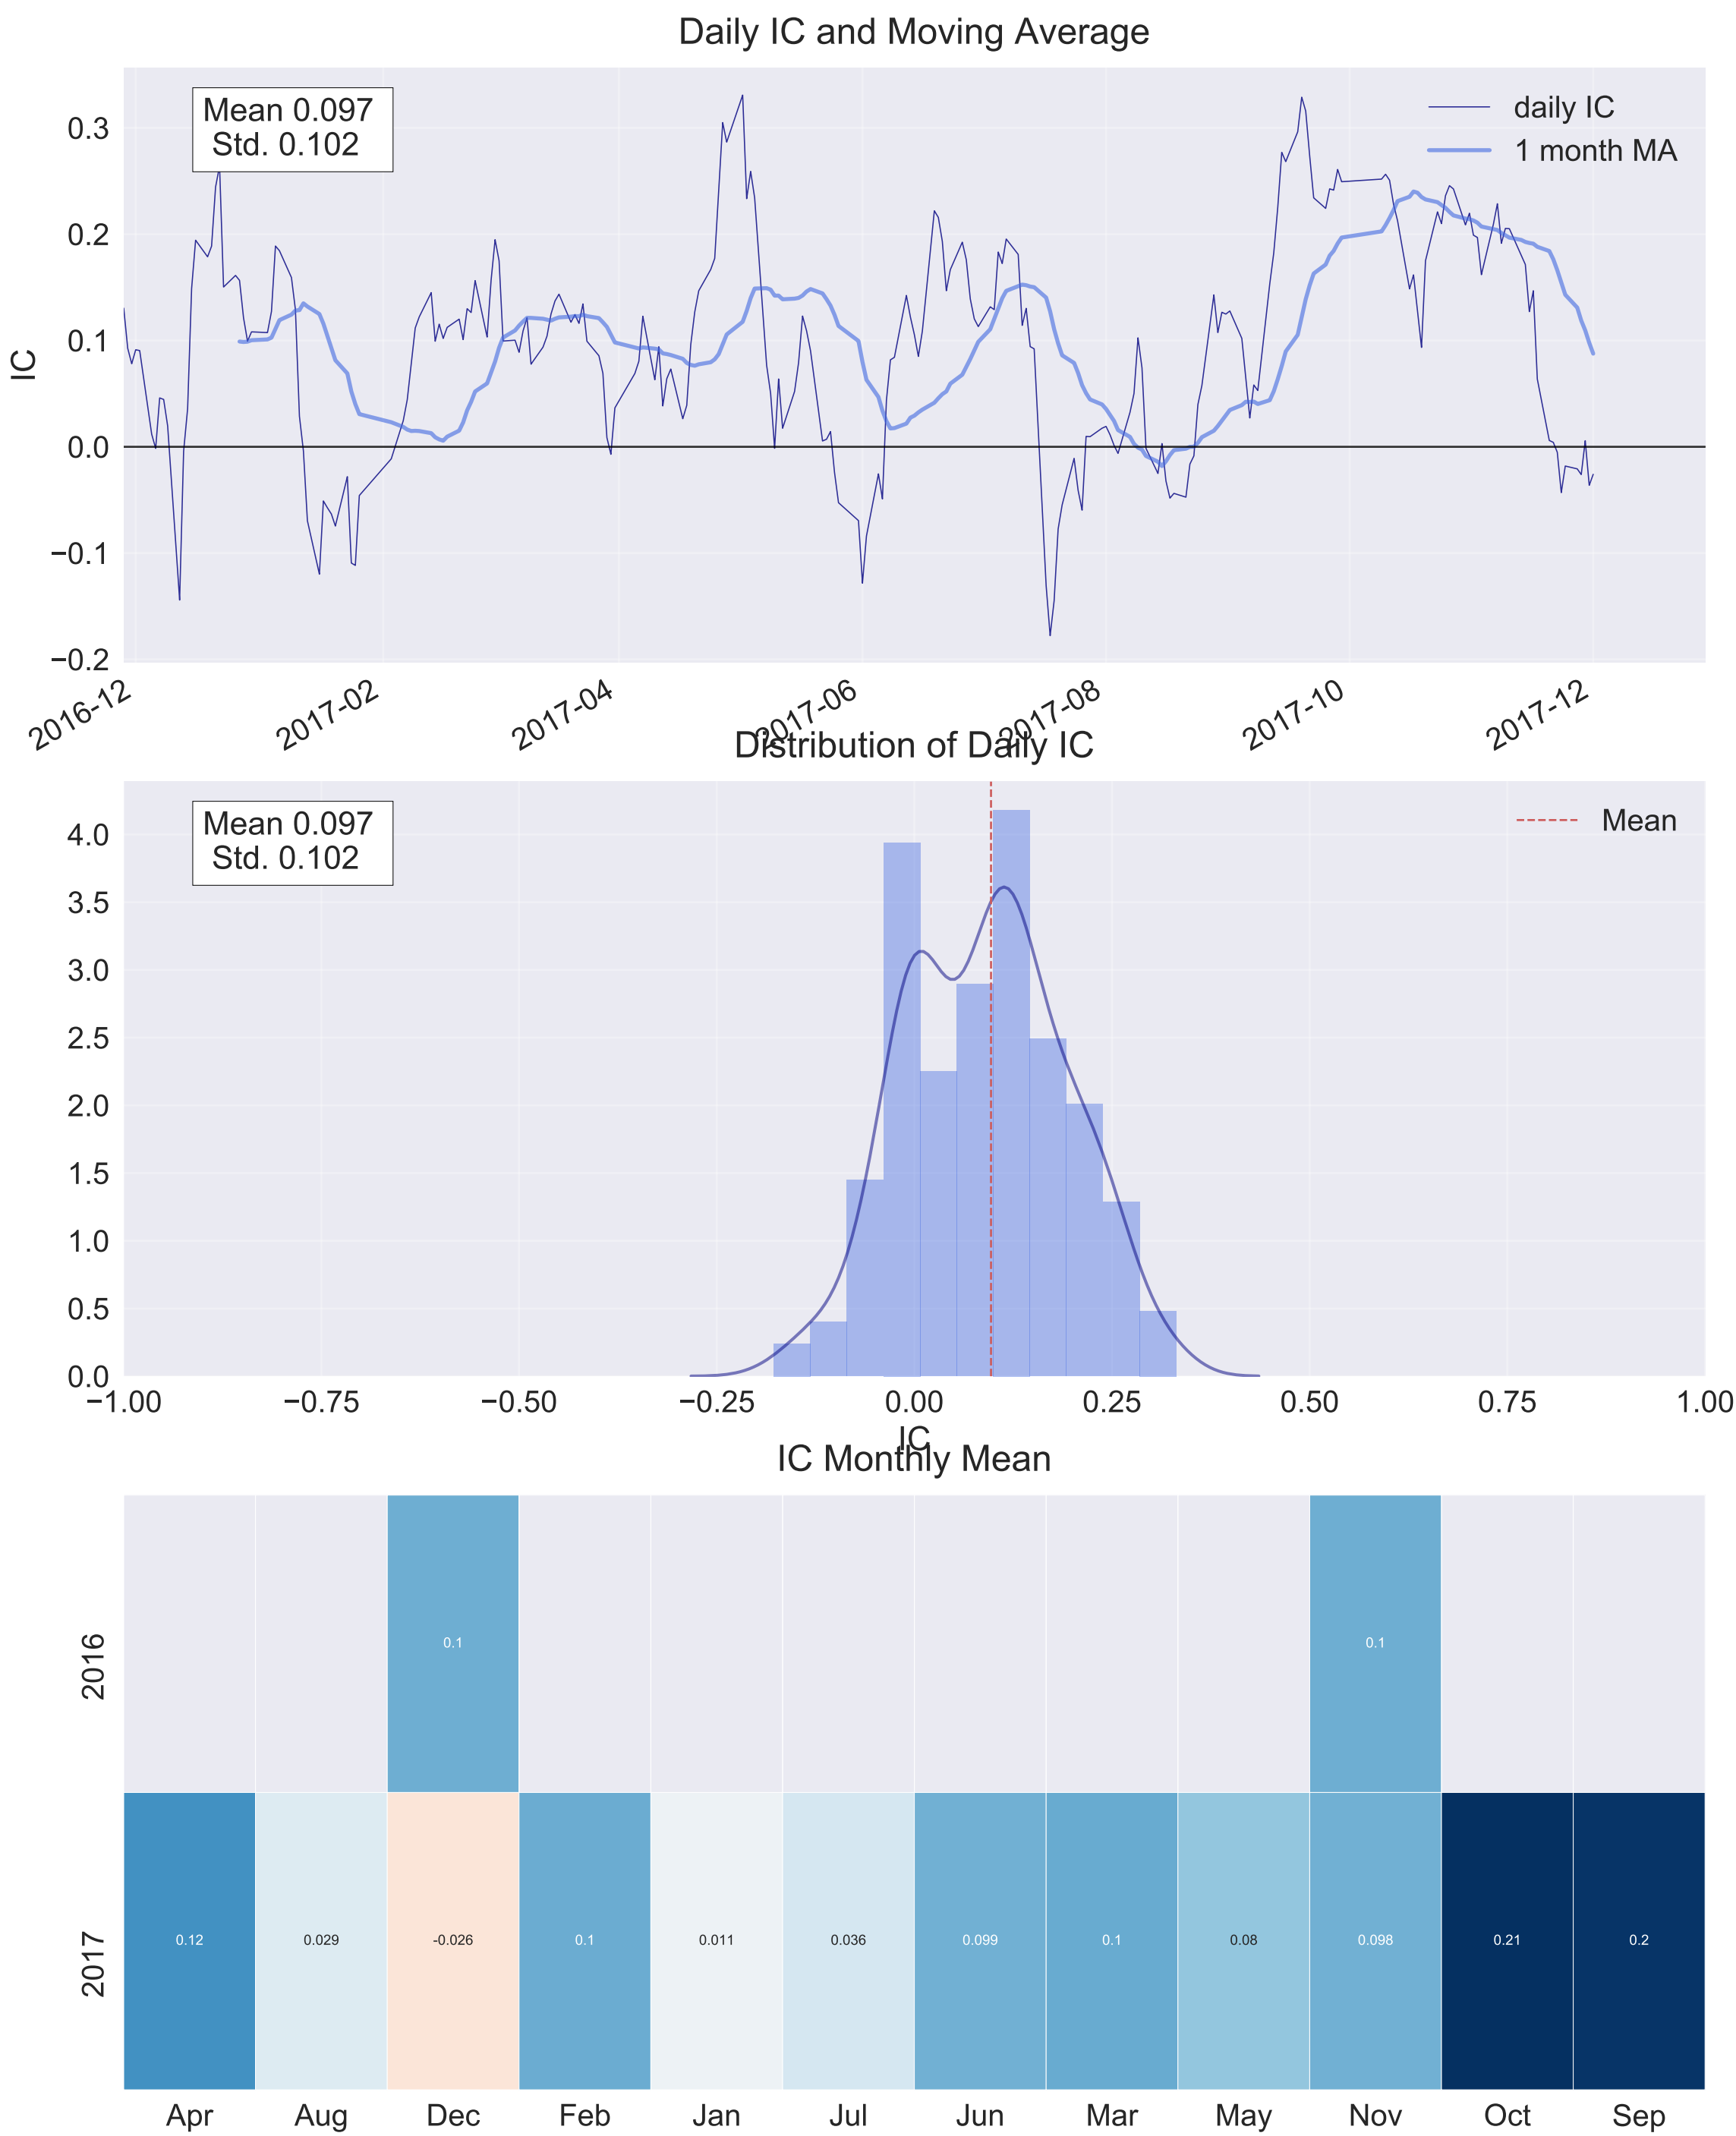 Daily IC and Moving Average
Mean 0.097
Std. 0.102
daily IC
1 month MA
IC
0.3
0.2
0.1
0.0
−0.1
−0.2
2016-12 2017-02 2017-04 2017-06 2017-08 2017-10 2017-12
Distribution of Daily IC
Mean 0.097
Std. 0.102
Mean
4.0
3.5
3.0
2.5
2.0
1.5
1.0
0.5
0.0
−1.00 −0.75 −0.50 −0.25 0.00 0.25 0.50 0.75 1.00
IC
IC Monthly Mean
2016
0.1 0.1
2017
0.12 0.029 -0.026 0.1 0.011 0.036 0.099 0.1 0.08 0.098 0.21 0.2
Apr Aug Dec Feb Jan Jul Jun Mar May Nov Oct Sep